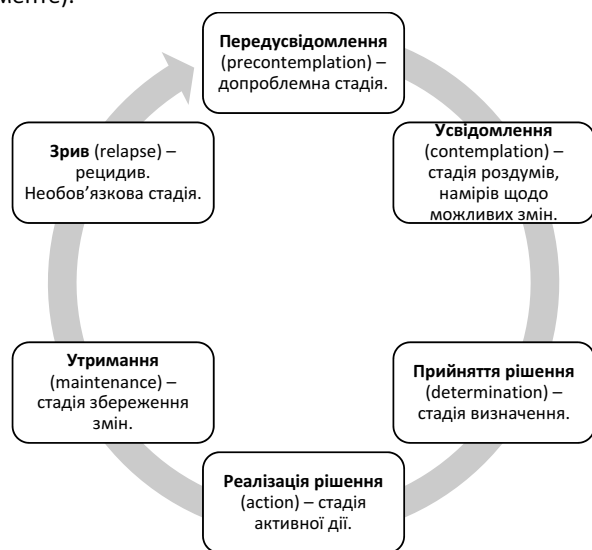 менте).
Передусвідомлення
(precontemplation) –
допроблемна стадія.
Усвідомлення
(contemplation) –
стадія роздумів,
намірів щодо
можливих змін.
Прийняття рішення
(determination) –
стадія визначення.
Реалізація рішення
(action) – стадія
активної дії.
Утримання
(maintenance) –
стадія збереження
змін.
Зрив (relapse) –
рецидив.
Необов’язкова стадія.